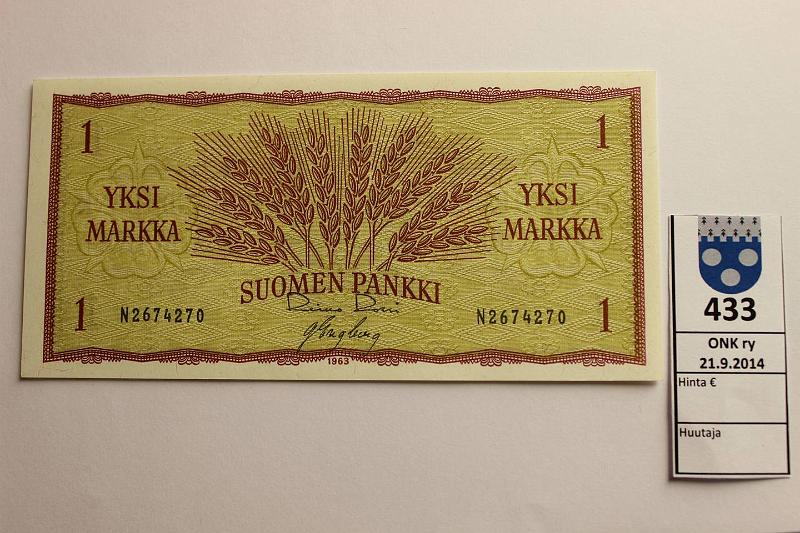 1
1
YKSI
MARKKA
YKSI
MARKKA
SUOMEN PANKKI
1
N2674270
N2674270
1
1963
433
ONK ry
21.9.2014
Hinta €
Huutaja